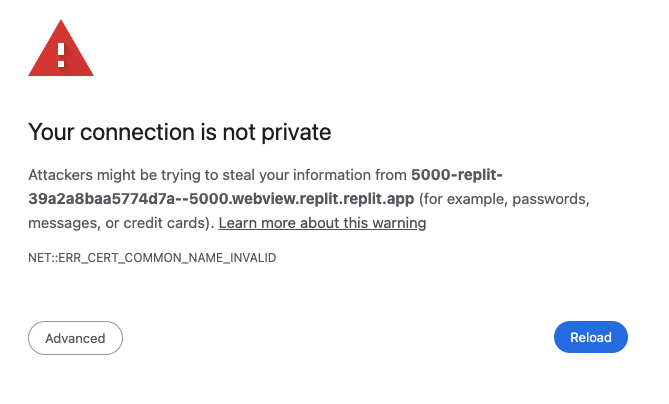 Your connection is not private
Attackers might be trying to steal your information from 5000-replit-
39a2a8baa5774d7a--5000.webview.replit.replit.app (for example, passwords,
messages, or credit cards). Learn more about this warning
NET::ERR_CERT_COMMON_NAME_INVALID
Advanced
Reload